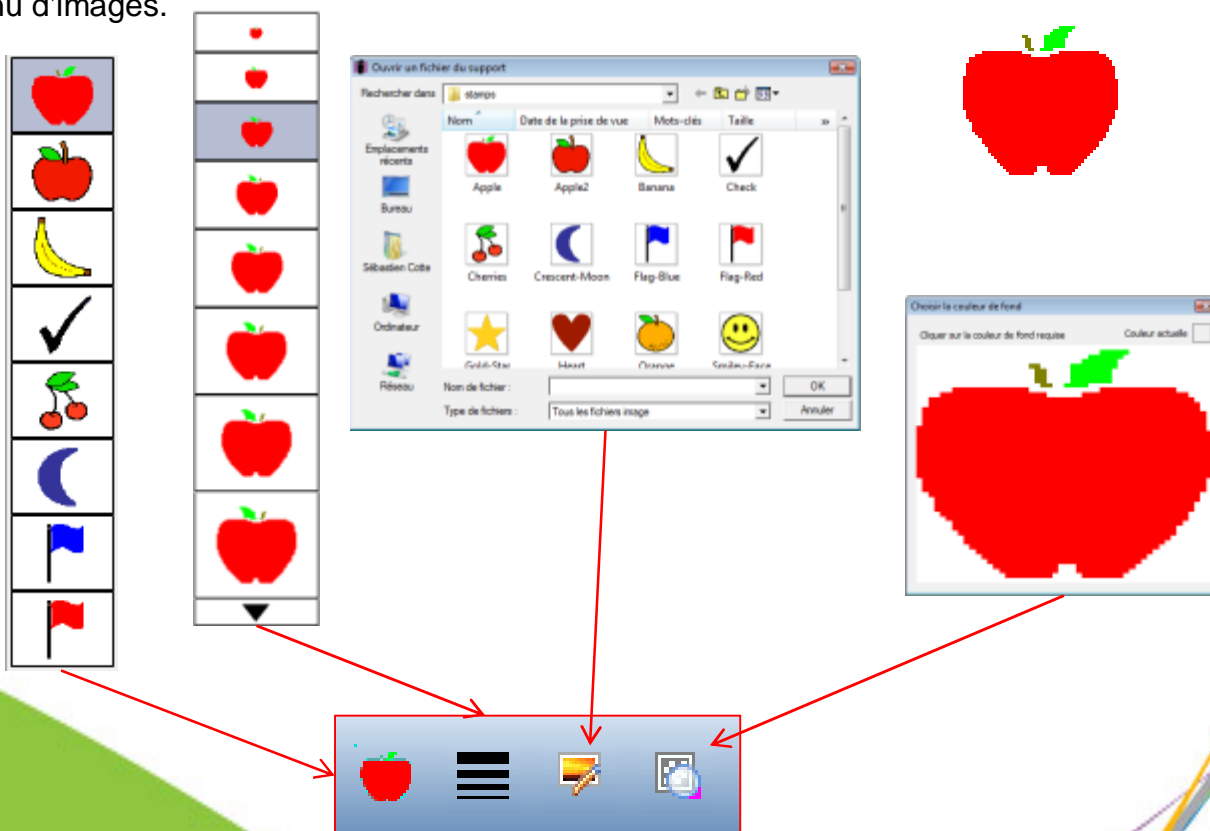 nu d'images.
Ouvrir un fichier du support
Rechercher dans
stamps
Nom Date de la prise de vue Mots-clés Taille »
Emplacements récents
Bureau
Sébastien Cotte
Ordinateur
Réseau
Apple Apple2 Banana Check
Cherries Crescent-Moon Flag-Blue Flag-Red
Gold-Star Heart Orange Smiley-Face
Nom de fichier :
OK
Type de fichiers :
Tous les fichiers image
Annuler
Choisir la couleur de fond
Cliquer sur la couleur de fond requise
Couleur actuelle